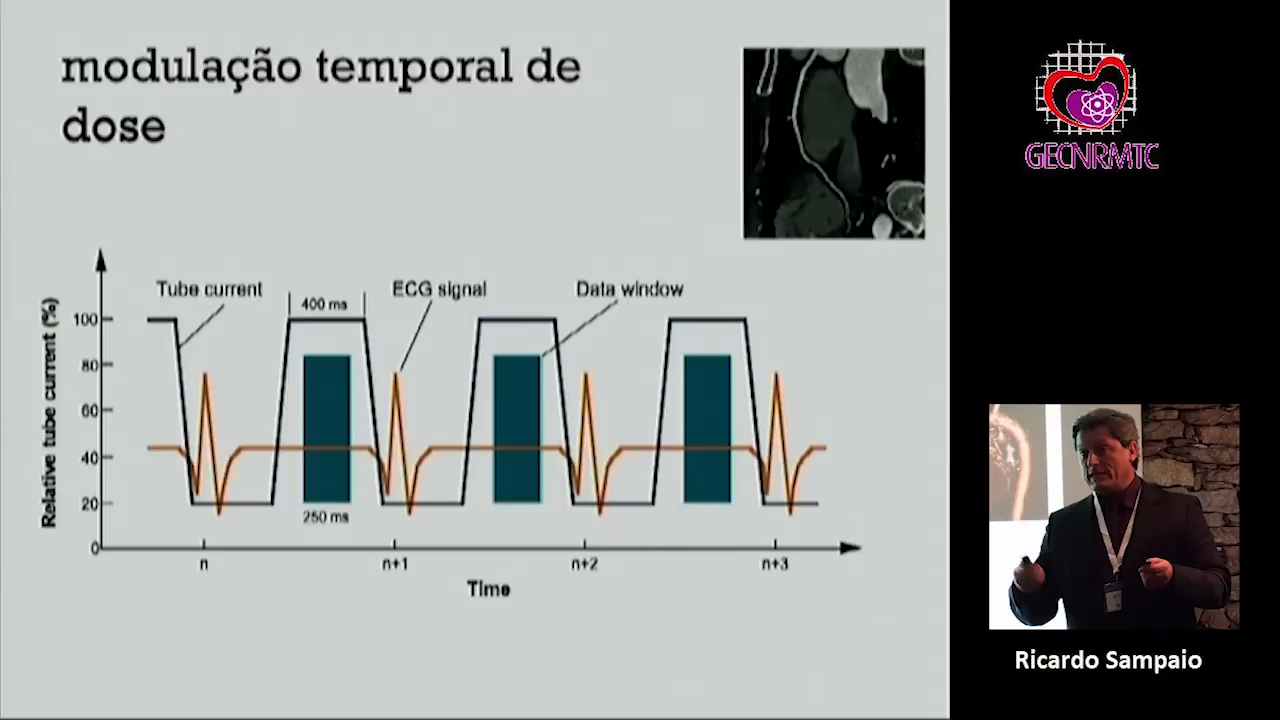 modulação temporal de
dose
GECNRMTC
Tube current
400 ms
ECG signal
Data window
Relative tube current (%)
100
80
60
40
20
0
250 ms
n
n+1
n+2
n+3
Time
Ricardo Sampaio